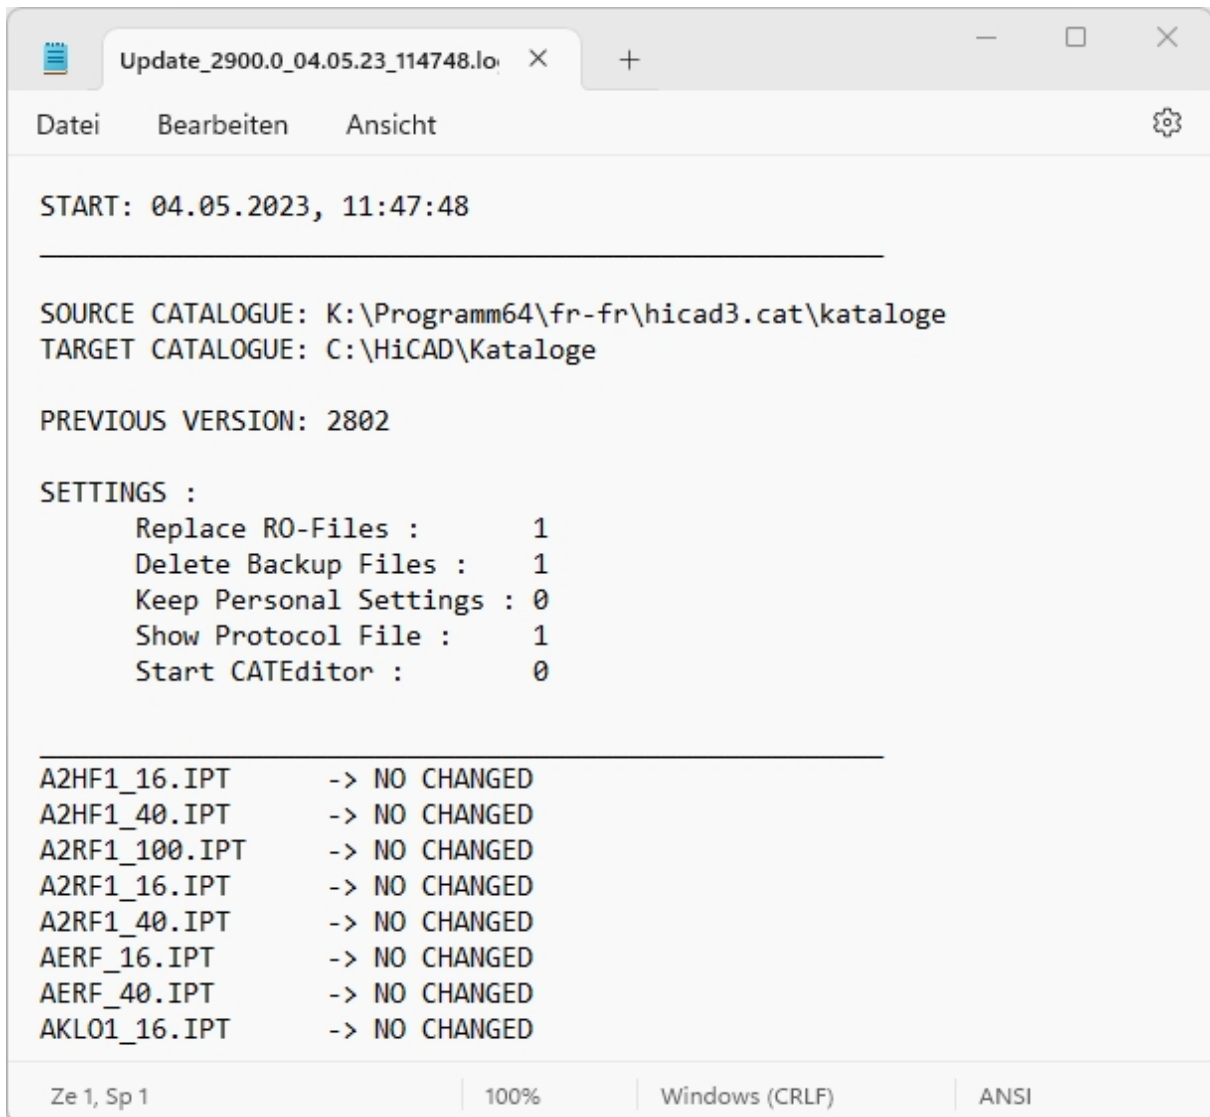 Update_2900.0_04.05.23_114748.lo
Datei Bearbeiten Ansicht
START: 04.05.2023, 11:47:48
SOURCE CATALOGUE: K:\Programm64\fr-fr\hicad3.cat\kataloge
TARGET CATALOGUE: C:\HiCAD\Kataloge
PREVIOUS VERSION: 2802
SETTINGS :
Replace RO-Files : 1
Delete Backup Files : 1
Keep Personal Settings : 0
Show Protocol File : 1
Start CATEditor : 0
A2HF1_16.IPT -> NO CHANGED
A2HF1_40.IPT -> NO CHANGED
A2RF1_100.IPT -> NO CHANGED
A2RF1_16.IPT -> NO CHANGED
A2RF1_40.IPT -> NO CHANGED
AERF_16.IPT -> NO CHANGED
AERF_40.IPT -> NO CHANGED
AKLO1_16.IPT -> NO CHANGED
Ze 1, Sp 1 100% Windows (CRLF) ANSI